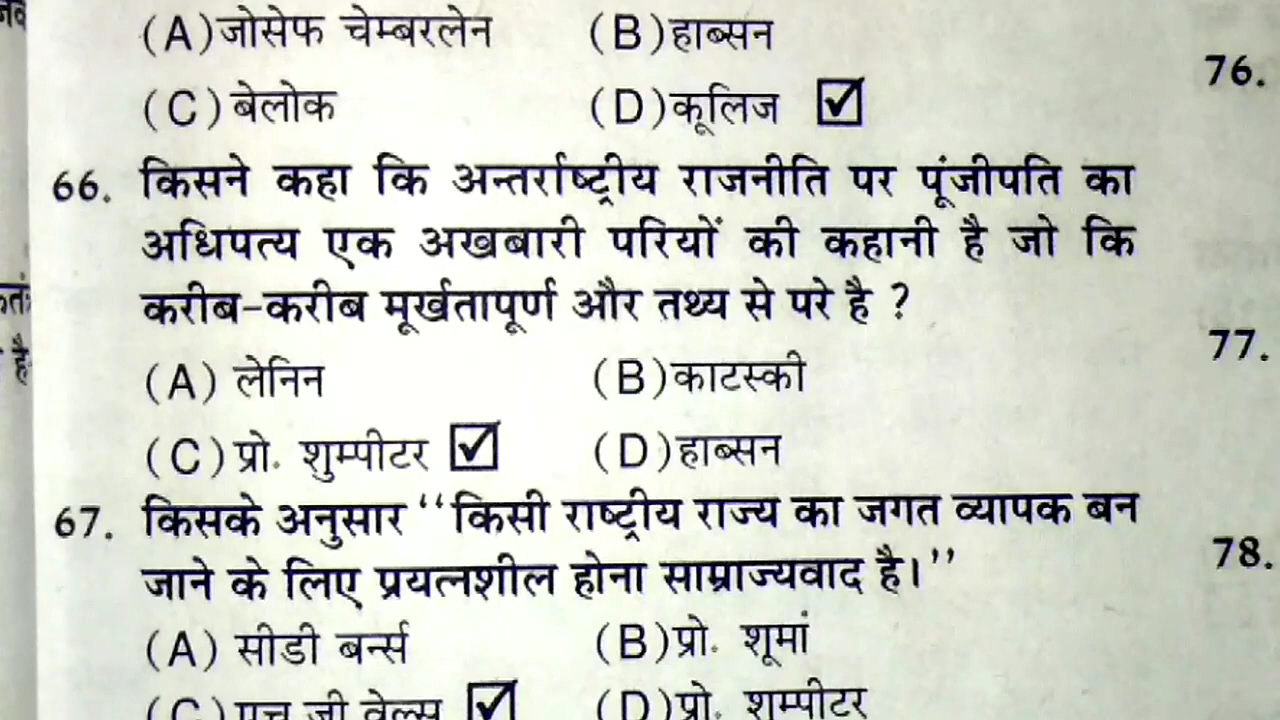 (A) जोसेफ चेम्बरलेन (B) हाब्सन
(C) बेलोक (D) कूलिज
66. किसने कहा कि अन्तर्राष्ट्रीय राजनीति पर पूंजीपति का
अधिपत्य एक अखबारी परियों की कहानी है जो कि
करीब-करीब मूर्खतापूर्ण और तथ्य से परे है ?
(A) लेनिन (B) काटस्की
(C) प्रो. शुम्पीटर (D) हाब्सन
67. किसके अनुसार ‘‘किसी राष्ट्रीय राज्य का जगत व्यापक बन
जाने के लिए प्रयत्नशील होना साम्राज्यवाद है।’’
(A) सीडी बर्न्स (B) प्रो. शूमां
(C) एच जी वेल्स (D) प्रो. शुम्पीटर
76.
77.
78.